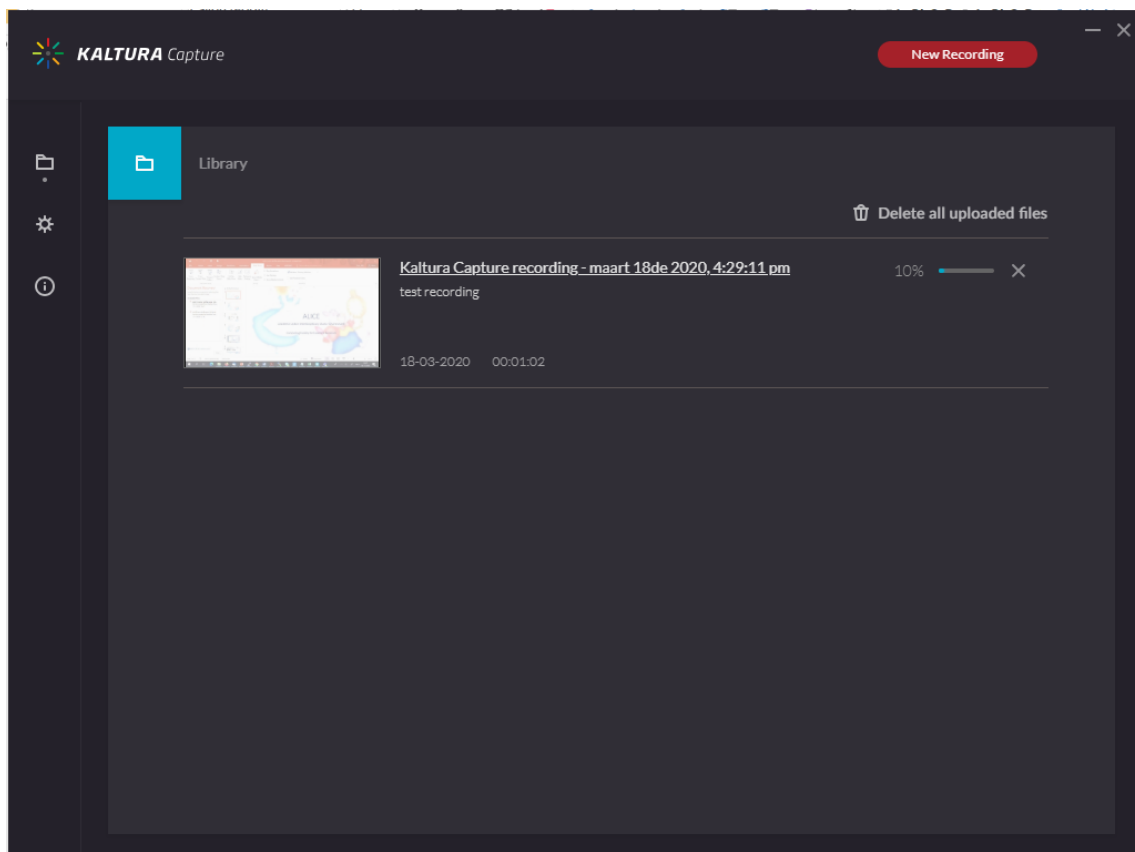 KALTURA Capture
New Recording
Library
Delete all uploaded files
Kaltura Capture recording - maart 18de 2020, 4:29:11 pm
10%
test recording
18-03-2020 00:01:02